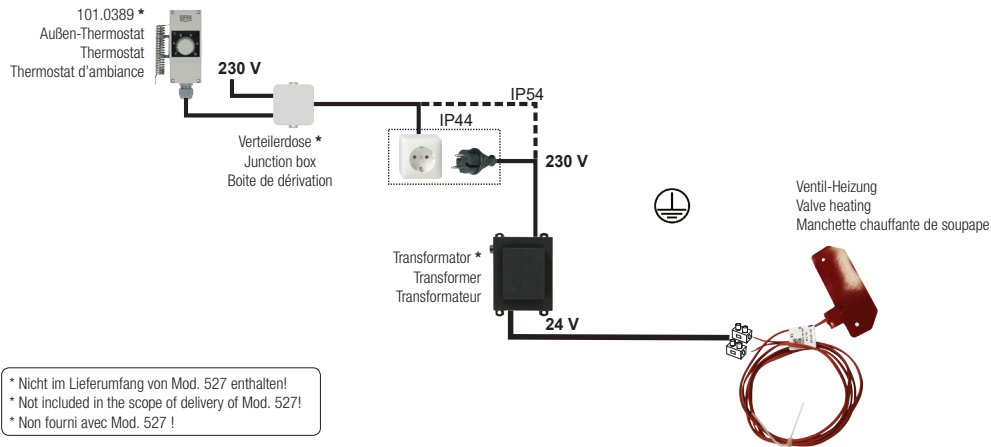 101.0389 *
Außen-Thermostat
Thermostat
Thermostat d'ambiance
230 V
Verteilerdose *
Junction box
Boite de dérivation
IP54
IP44
230 V
Transformator *
Transformer
Transformateur
24 V
Ventil-Heizung
Valve heating
Manchette chauffante de soupape
* Nicht im Lieferumfang von Mod. 527 enthalten!
* Not included in the scope of delivery of Mod. 527!
* Non fourni avec Mod. 527 !